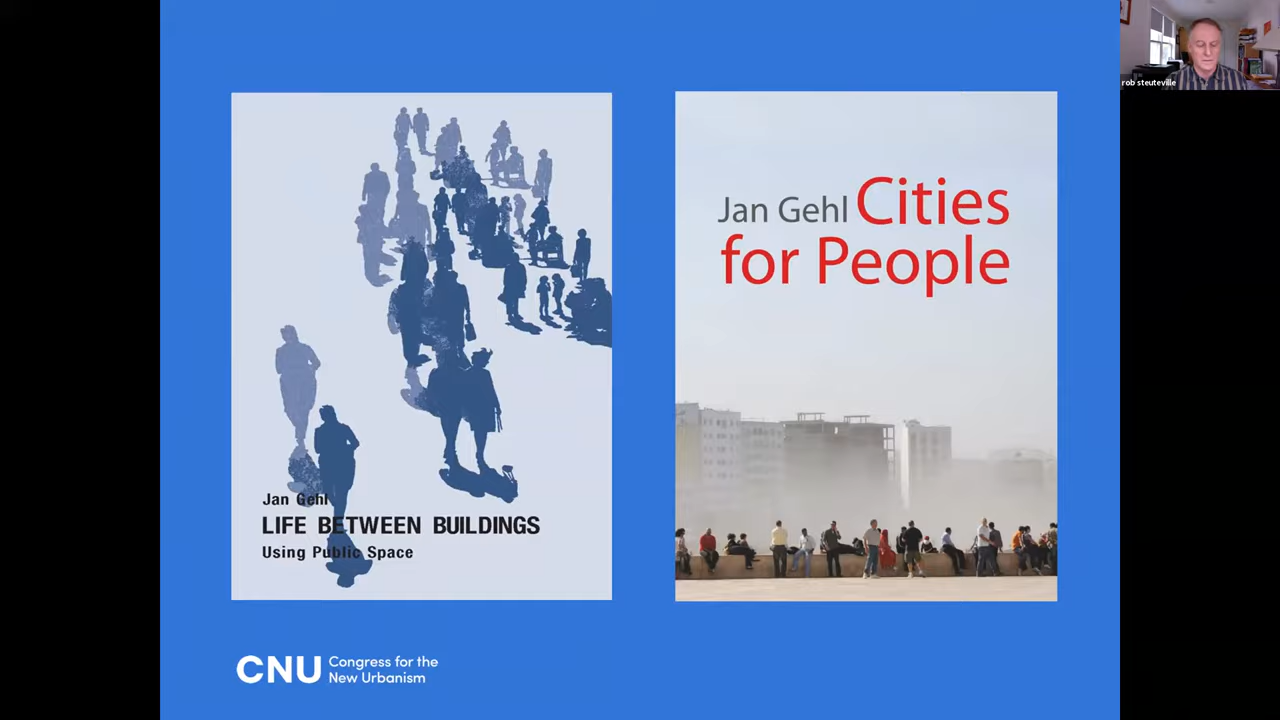 Jan Gehl
LIFE BETWEEN BUILDINGS
Using Public Space
Jan Gehl Cities
for People
CNU Congress for the
New Urbanism
rob steuteville